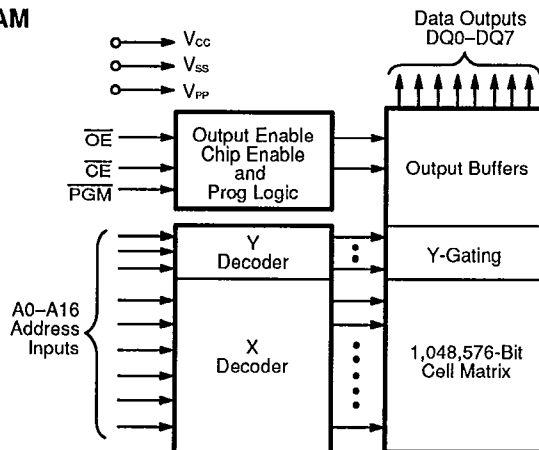 AM
Data Outputs
DQ0–DQ7
VCC
VSS
VPP
OE
CE
PGM
Output Enable
Chip Enable
and
Prog Logic
Output Buffers
Y
Decoder
Y-Gating
A0–A16
Address
Inputs
X
Decoder
1,048,576-Bit
Cell Matrix